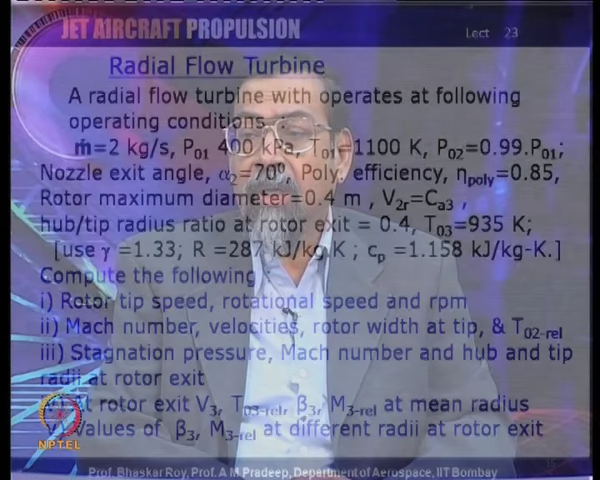 JET AIRCRAFT PROPULSION
Lect 23
Radial Flow Turbine
A radial flow turbine with operates at following
operating conditions
ṁ=2 kg/s, P01 400 kPa, T01=1100 K, P02=0.99.P01;
Nozzle exit angle, α2=70°, Poly. efficiency, ηpoly=0.85,
Rotor maximum diameter=0.4 m , V2r=Ca3 ,
hub/tip radius ratio at rotor exit = 0.4, T03=935 K;
[use γ =1.33; R =287 kJ/kg K ; cp =1.158 kJ/kg-K.]
Compute the following
i) Rotor tip speed, rotational speed and rpm
ii) Mach number, velocities, rotor width at tip, & T02-rel
iii) Stagnation pressure, Mach number and hub and tip
radii at rotor exit
At rotor exit V3, T03-rel, β3, M3-rel at mean radius
Values of β3, M3-rel at different radii at rotor exit
NPTEL
Prof. Bhaskar Roy, Prof. A M Pradeep, Department of Aerospace, IIT Bombay